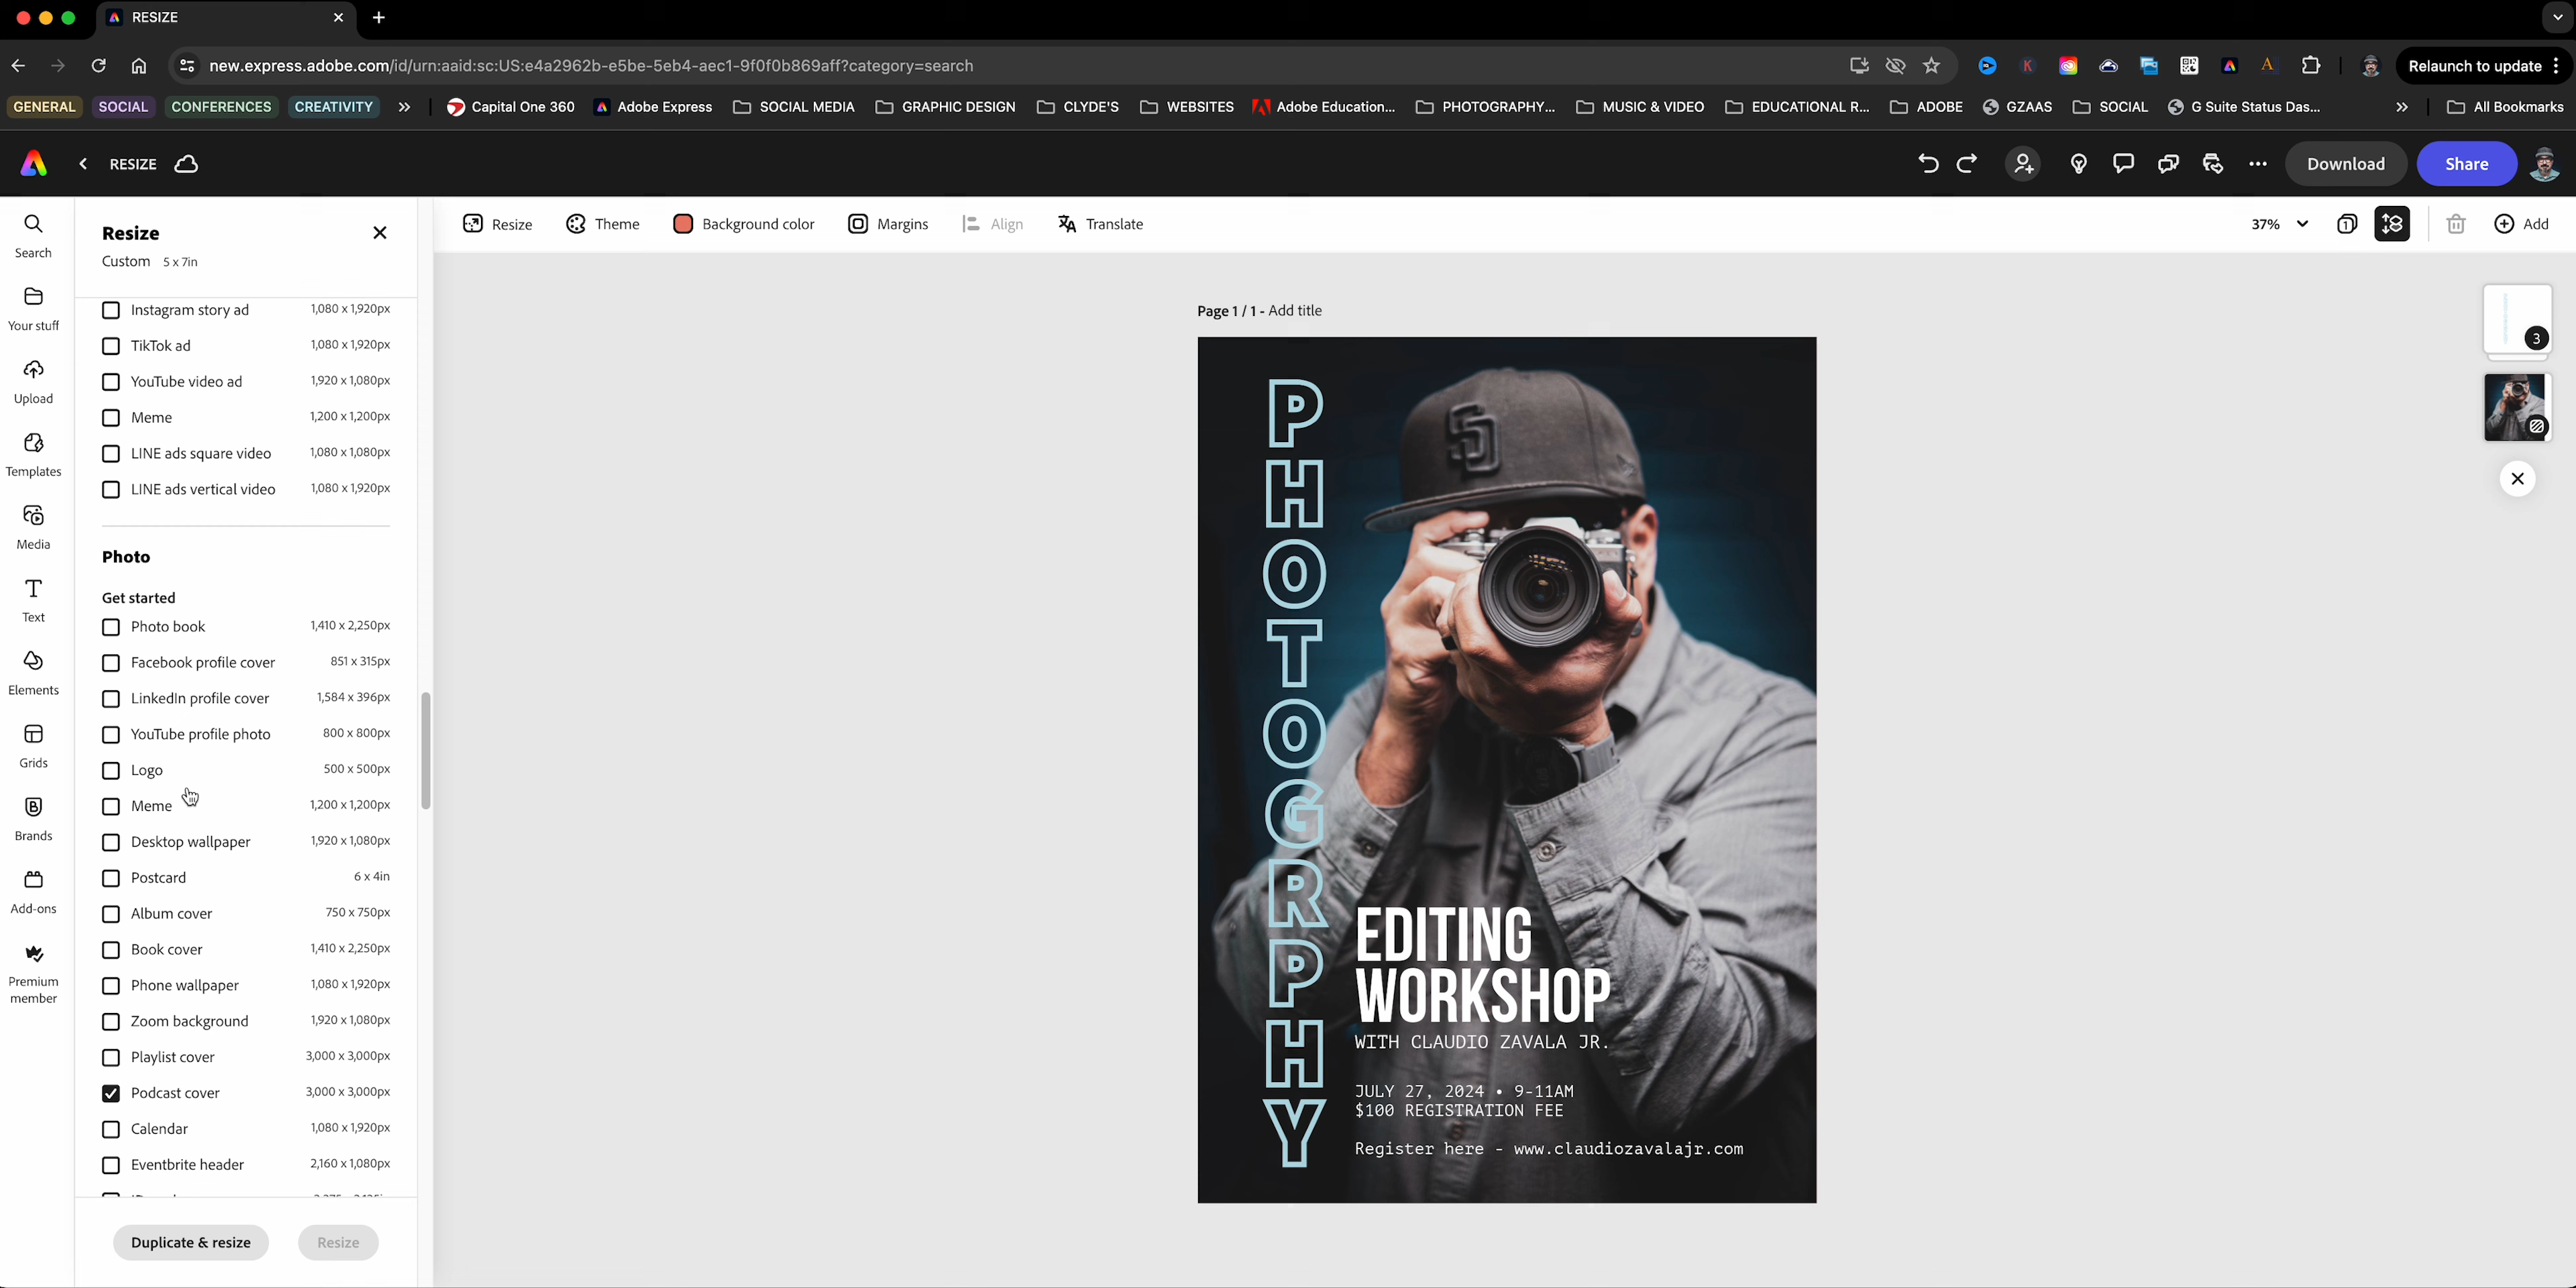 RESIZE
new.express.adobe.com/id/urn:aaid:sc:US:e4a2962b-e5be-5eb4-aec1-9f0f0b869aff?category=search
Relaunch to update
GENERAL SOCIAL CONFERENCES CREATIVITY Capital One 360 Adobe Express SOCIAL MEDIA GRAPHIC DESIGN CLYDE'S WEBSITES Adobe Education... PHOTOGRAPHY... MUSIC & VIDEO EDUCATIONAL R... ADOBE GZAAS SOCIAL G Suite Status Das... All Bookmarks
RESIZE
Download
Share
Search
Your stuff
Upload
Templates
Media
Text
Elements
Grids
Brands
Add-ons
Premium
member
Resize
Custom 5 x 7in
Instagram story ad 1,080 x 1,920px
TikTok ad 1,080 x 1,920px
YouTube video ad 1,920 x 1,080px
Meme 1,200 x 1,200px
LINE ads square video 1,080 x 1,080px
LINE ads vertical video 1,080 x 1,920px
Photo
Get started
Photo book 1,410 x 2,250px
Facebook profile cover 851 x 315px
LinkedIn profile cover 1,584 x 396px
YouTube profile photo 800 x 800px
Logo 500 x 500px
Meme 1,200 x 1,200px
Desktop wallpaper 1,920 x 1,080px
Postcard 6 x 4in
Album cover 750 x 750px
Book cover 1,410 x 2,250px
Phone wallpaper 1,080 x 1,920px
Zoom background 1,920 x 1,080px
Playlist cover 3,000 x 3,000px
Podcast cover 3,000 x 3,000px
Calendar 1,080 x 1,920px
Eventbrite header 2,160 x 1,080px
Duplicate & resize
Resize
Resize Theme Background color Margins Align Translate
37%
1
Add
Page 1 / 1 - Add title
3
PHOTOGRPHY
SD
EDITING
WORKSHOP
WITH CLAUDIO ZAVALA JR.
JULY 27, 2024 • 9-11AM
$100 REGISTRATION FEE
Register here - www.claudiozavalajr.com